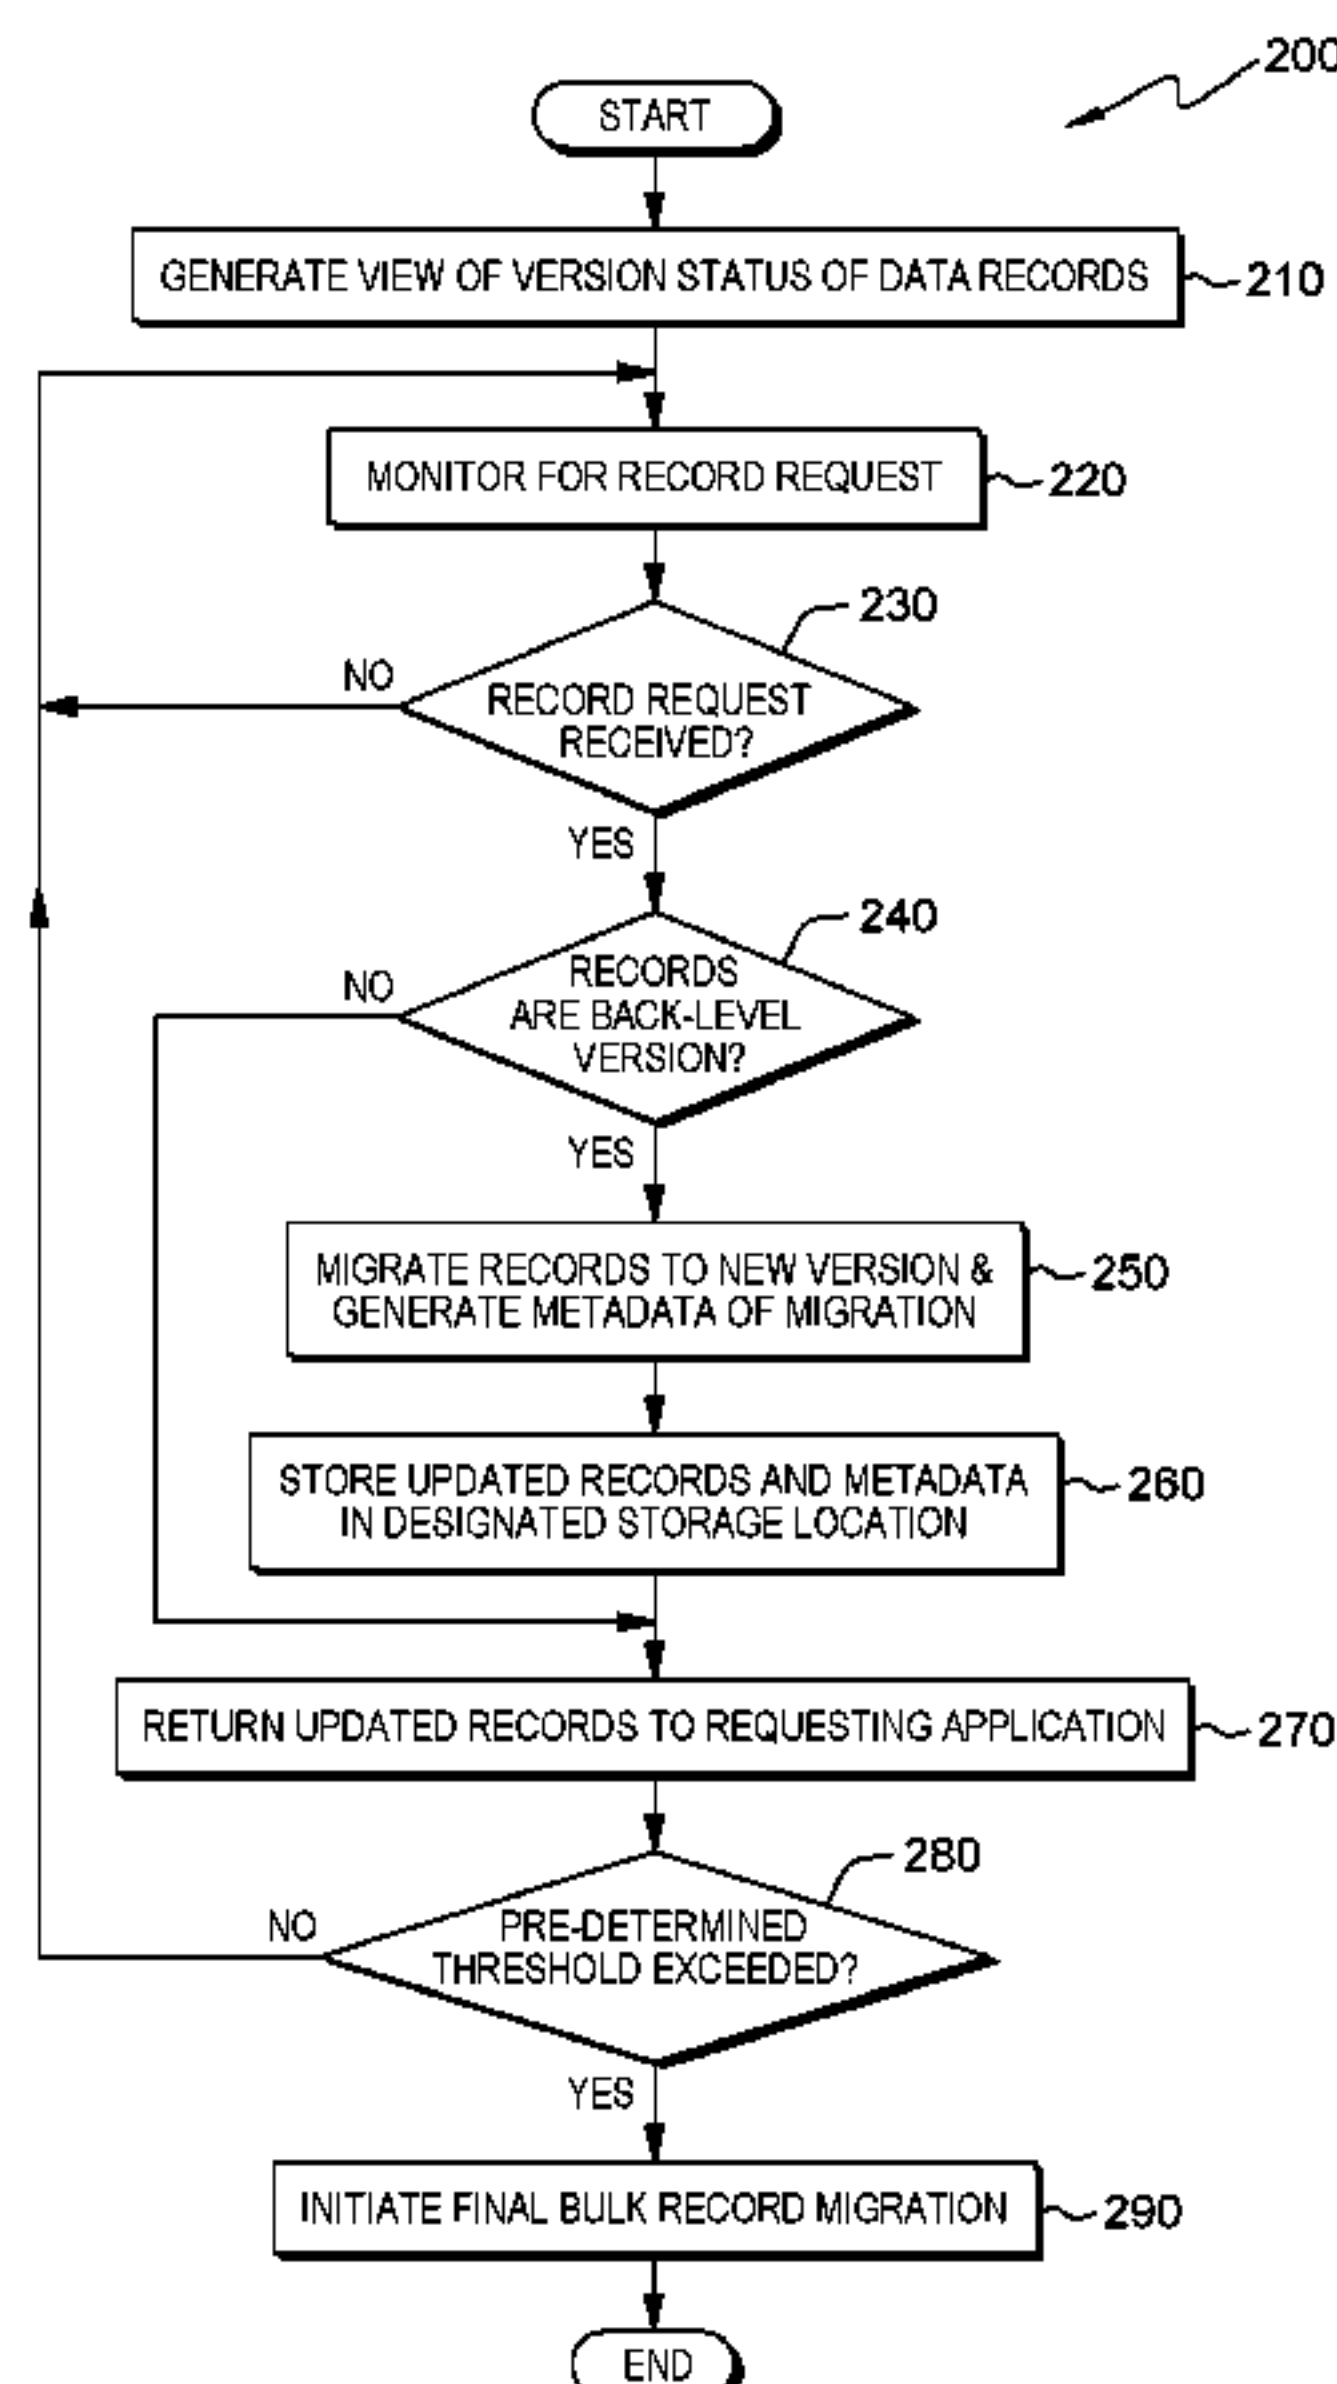 200
START
GENERATE VIEW OF VERSION STATUS OF DATA RECORDS
210
MONITOR FOR RECORD REQUEST
220
230
NO
RECORD REQUEST
RECEIVED?
YES
240
NO
RECORDS
ARE BACK-LEVEL
VERSION?
YES
MIGRATE RECORDS TO NEW VERSION &
GENERATE METADATA OF MIGRATION
250
STORE UPDATED RECORDS AND METADATA
IN DESIGNATED STORAGE LOCATION
260
RETURN UPDATED RECORDS TO REQUESTING APPLICATION
270
280
NO
PRE-DETERMINED
THRESHOLD EXCEEDED?
YES
INITIATE FINAL BULK RECORD MIGRATION
290
END